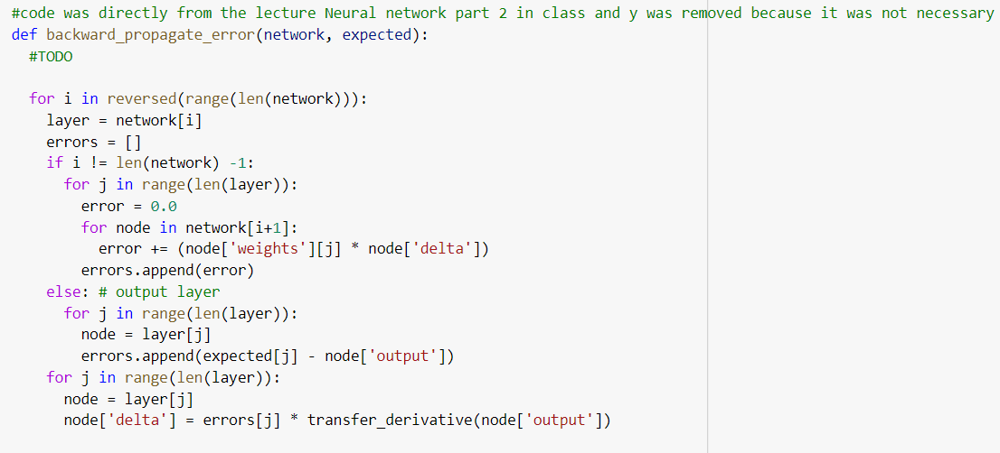 #code was directly from the lecture Neural network part 2 in class and y was removed because it was not necessary
def backward_propagate_error(network, expected):
  #TODO
  for i in reversed(range(len(network))):
    layer = network[i]
    errors = []
    if i != len(network) -1:
      for j in range(len(layer)):
        error = 0.0
        for node in network[i+1]:
          error += (node['weights'][j] * node['delta'])
        errors.append(error)
    else: # output layer
      for j in range(len(layer)):
        node = layer[j]
        errors.append(expected[j] - node['output'])
    for j in range(len(layer)):
      node = layer[j]
      node['delta'] = errors[j] * transfer_derivative(node['output'])